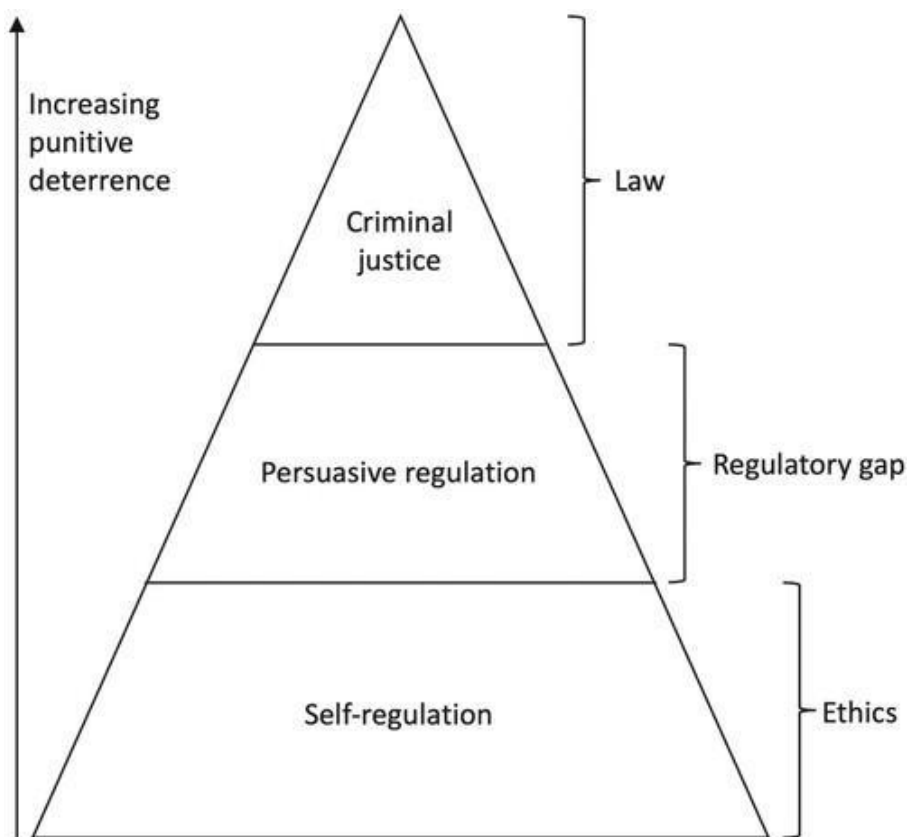 Increasing
punitive
deterrence
Criminal
justice
Law
Persuasive regulation
Regulatory gap
Self-regulation
Ethics